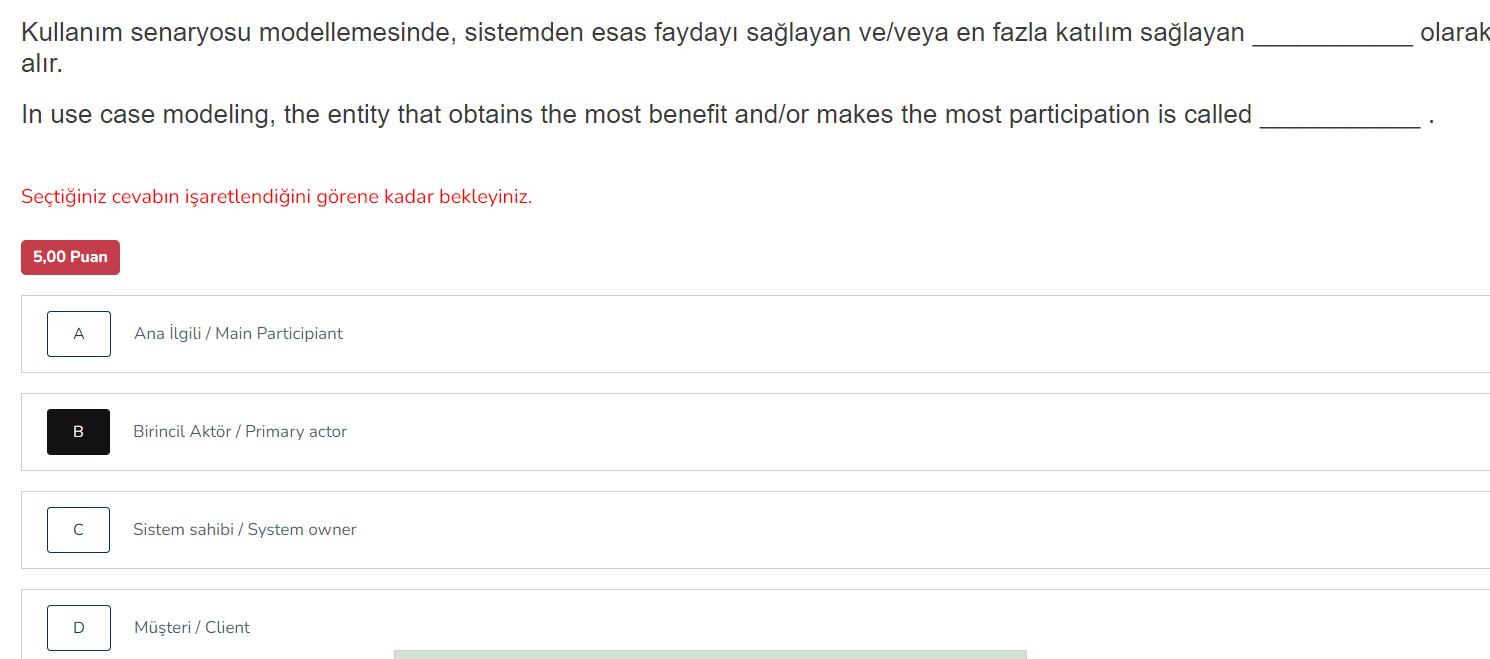 Kullanım senaryosu modellemesinde, sistemden esas faydayı sağlayan ve/veya en fazla katılım sağlayan ___________ olarak
alır.
In use case modeling, the entity that obtains the most benefit and/or makes the most participation is called ___________ .
Seçtiğiniz cevabın işaretlendiğini görene kadar bekleyiniz.
5,00 Puan
A Ana İlgili / Main Participiant
B Birincil Aktör / Primary actor
C Sistem sahibi / System owner
D Müşteri / Client